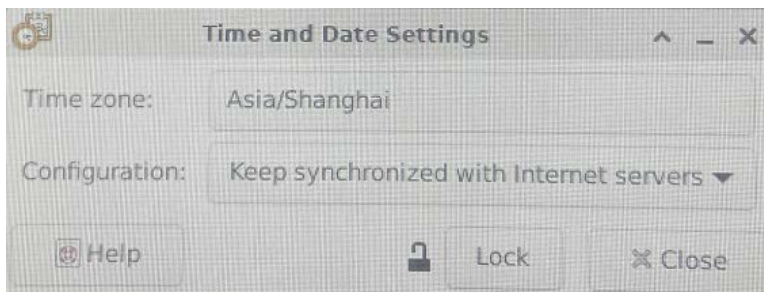 Time and Date Settings
Time zone: Asia/Shanghai
Configuration: Keep synchronized with Internet servers
Help Lock Close